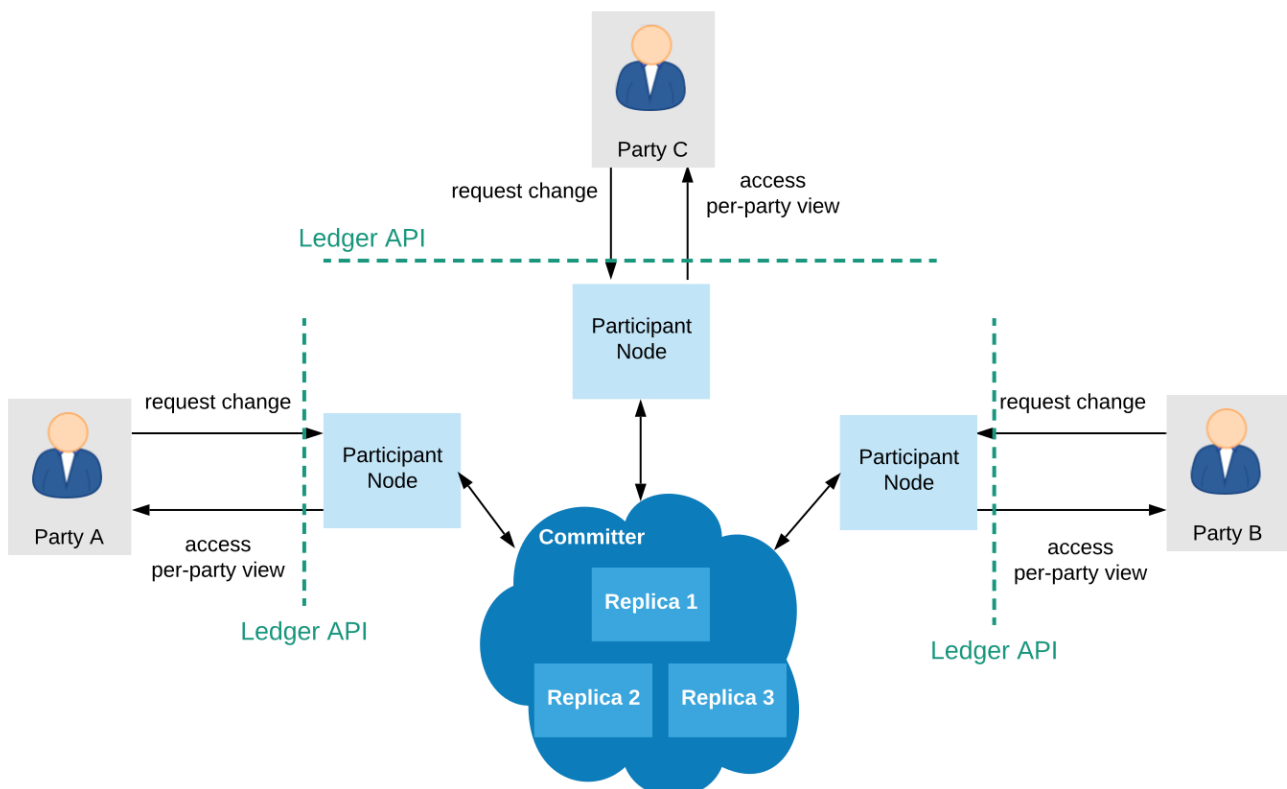 Party C
request change
access
per-party view
Ledger API
Participant
Node
request change
Participant
Node
Party A
access
per-party view
Ledger API
request change
Participant
Node
Party B
access
per-party view
Ledger API
Committer
Replica 1
Replica 2
Replica 3